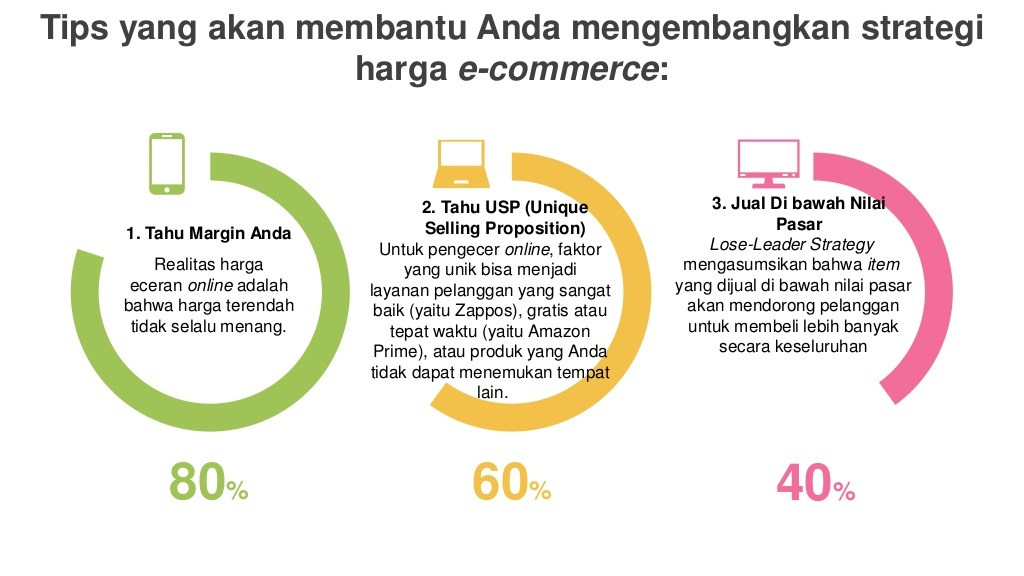 Tips yang akan membantu Anda mengembangkan strategi
harga e-commerce:
1. Tahu Margin Anda
Realitas harga
eceran online adalah
bahwa harga terendah
tidak selalu menang.
80%
2. Tahu USP (Unique
Selling Proposition)
Untuk pengecer online, faktor
yang unik bisa menjadi
layanan pelanggan yang sangat
baik (yaitu Zappos), gratis atau
tepat waktu (yaitu Amazon
Prime), atau produk yang Anda
tidak dapat menemukan tempat
lain.
60%
3. Jual Di bawah Nilai
Pasar
Lose-Leader Strategy
mengasumsikan bahwa item
yang dijual di bawah nilai pasar
akan mendorong pelanggan
untuk membeli lebih banyak
secara keseluruhan
40%